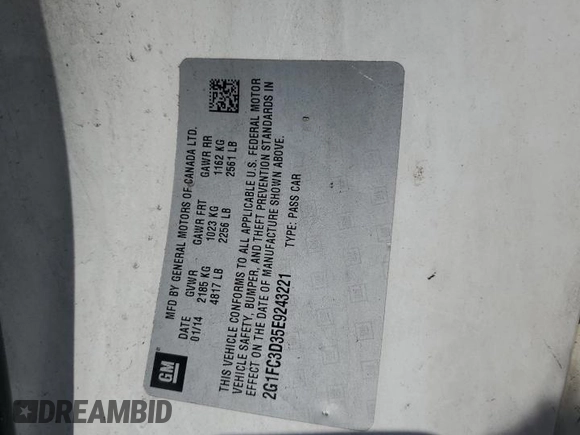 GM
MFD BY GENERAL MOTORS OF CANADA LTD.
DATE GVWR GAWR FRT GAWR RR
01/14 2185 KG 1023 KG 1162 KG
4817 LB 2256 LB 2561 LB
THIS VEHICLE CONFORMS TO ALL APPLICABLE U.S. FEDERAL MOTOR
VEHICLE SAFETY, BUMPER, AND THEFT PREVENTION STANDARDS IN
EFFECT ON THE DATE OF MANUFACTURE SHOWN ABOVE.
2G1FC3D35E9243221 TYPE: PASS CAR
DREAMBID